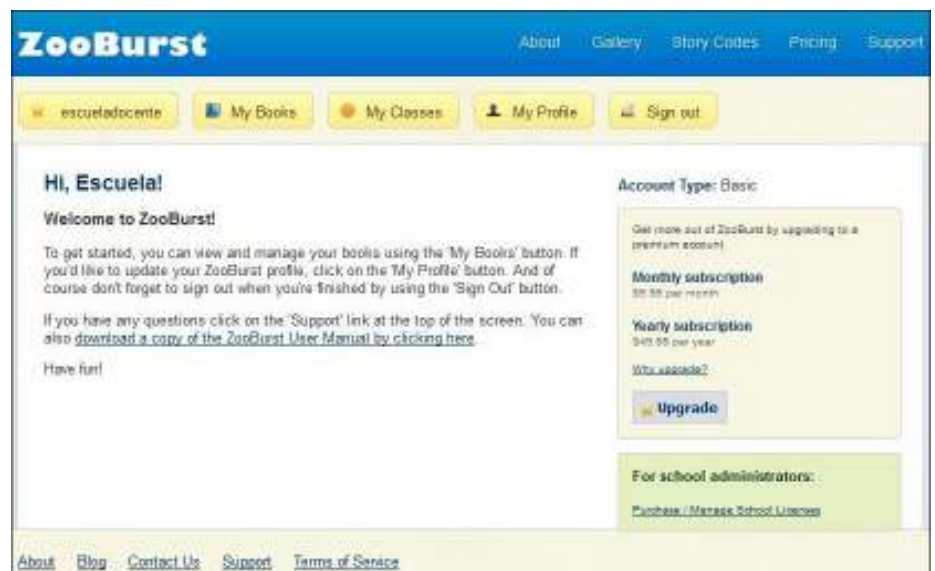 ZooBurst
About Gallery Story Codes Pricing Support
escueladocente My Books My Classes My Profile Sign out
Hi, Escuela!
Welcome to ZooBurst!
To get started, you can view and manage your books using the 'My Books' button. If
you'd like to update your ZooBurst profile, click on the 'My Profile' button. And of
course don't forget to sign out when you're finished by using the 'Sign Out' button.
If you have any questions click on the 'Support' link at the top of the screen. You can
also download a copy of the ZooBurst User Manual by clicking here.
Have fun!
Account Type: Basic
Get more out of ZooBurst by upgrading to a
premium account
Monthly subscription
per month
Yearly subscription
per year
Why upgrade?
Upgrade
For school administrators:
Purchase / Manage School Licenses
About Blog Contact Us Support Terms of Service